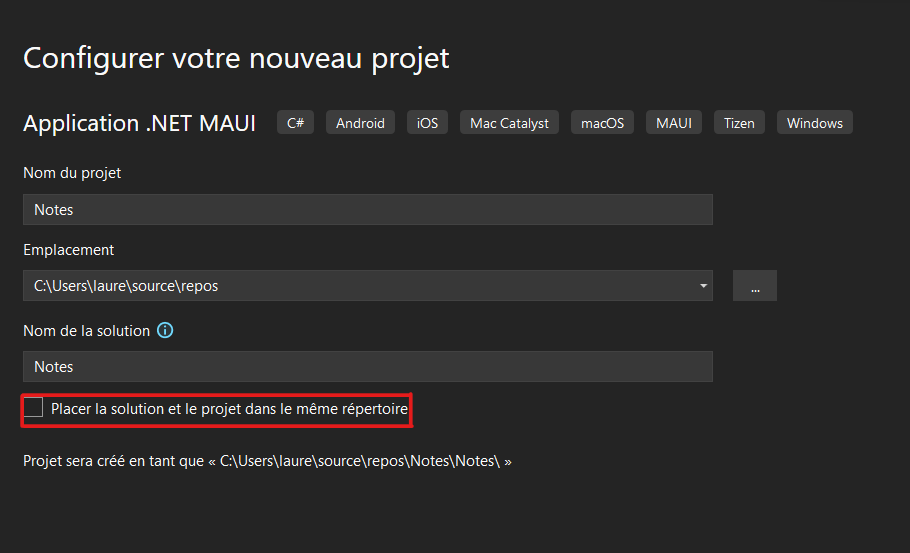 Configurer votre nouveau projet
Application .NET MAUI C# Android iOS Mac Catalyst macOS MAUI Tizen Windows
Nom du projet
Notes
Emplacement
C:\Users\laure\source\repos
...
Nom de la solution
Notes
Placer la solution et le projet dans le même répertoire
Projet sera créé en tant que « C:\Users\laure\source\repos\Notes\Notes\ »